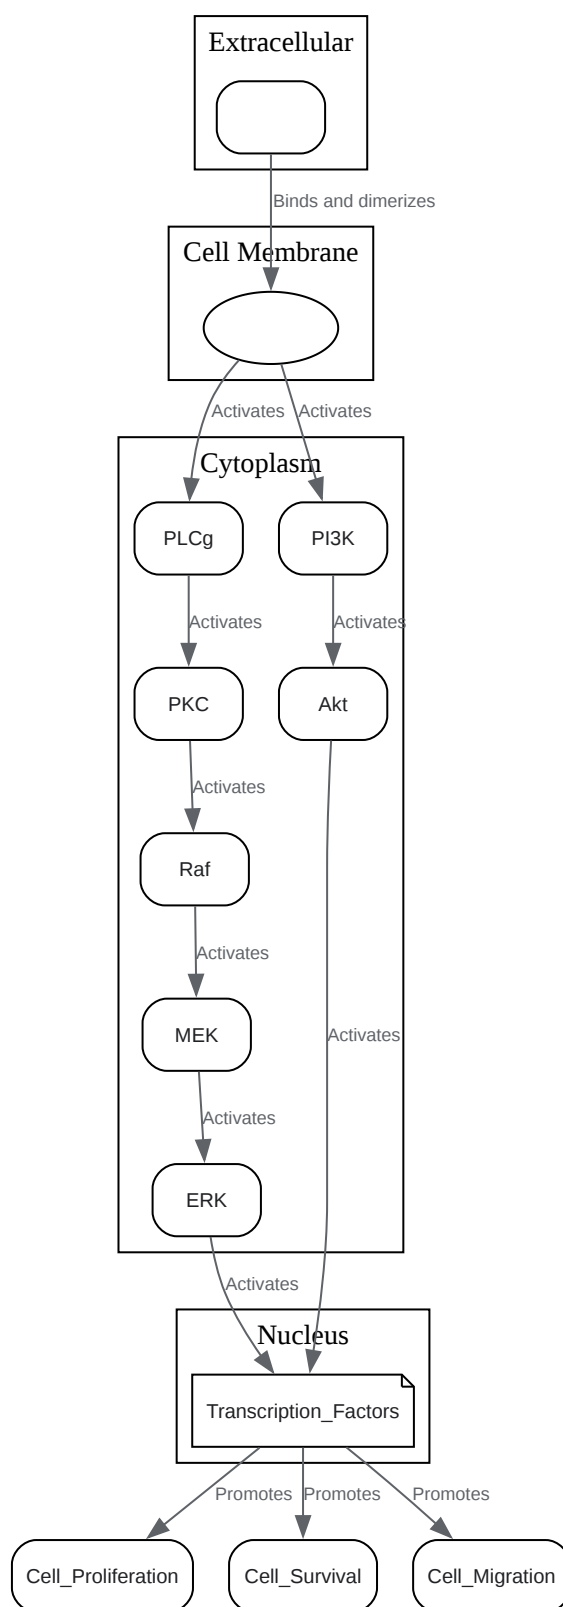 Extracellular
Binds and dimerizes
Cell Membrane
Activates
Activates
Cytoplasm
PLCg
PI3K
Activates
Activates
PKC
Akt
Activates
Raf
Activates
MEK
Activates
Activates
ERK
Activates
Nucleus
Transcription_Factors
Promotes
Promotes
Promotes
Cell_Proliferation
Cell_Survival
Cell_Migration